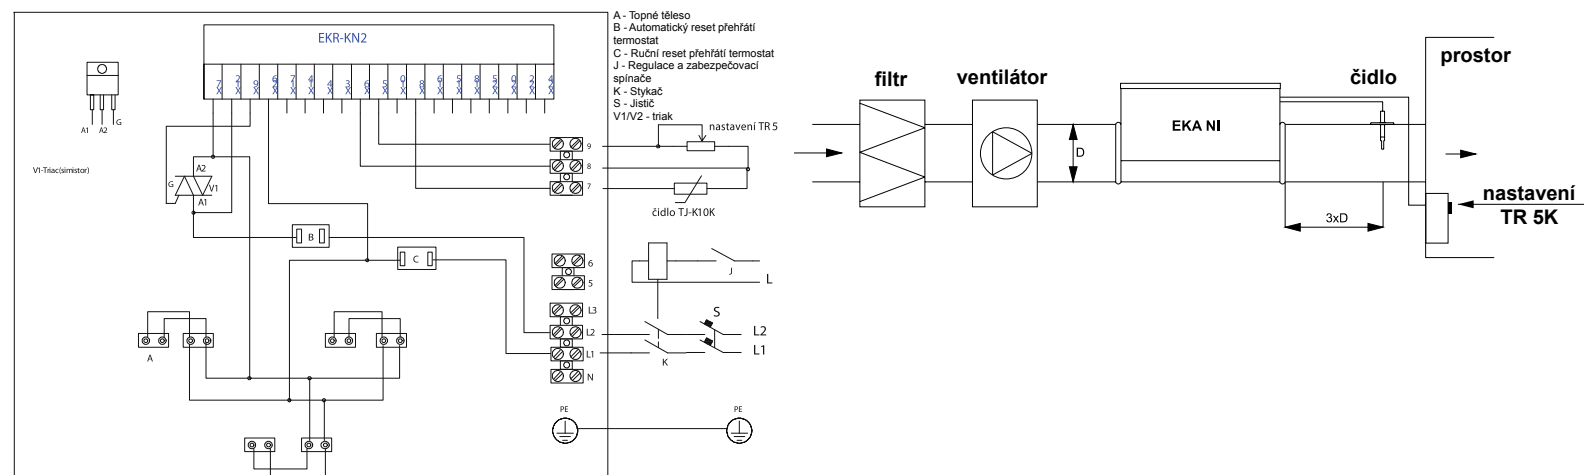 EKR-KN2
A1
A2
G
V1-Triac(simistor)
A2
G
V1
A1
B
C
A
9
8
7
6
5
L3
L2
L1
N
PE
A - Topné těleso
B - Automatický reset přehřátí
termostat
C - Ruční reset přehřátí termostat
J - Regulace a zabezpečovací
spínače
K - Stykač
S - Jistič
V1/V2 - triak
nastavení TR 5
čidlo TJ-K10K
J
L
S
L2
L1
K
PE
filtr
ventilátor
čidlo
prostor
EKA NI
D
3xD
nastavení
TR 5K